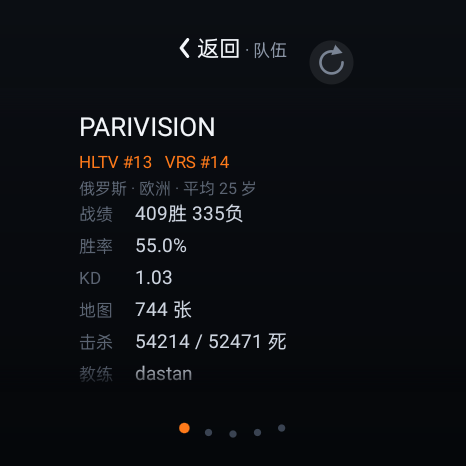 返回 · 队伍
PARIVISION
HLTV #13 VRS #14
俄罗斯 · 欧洲 · 平均 25 岁
战绩 409胜 335负
胜率 55.0%
KD 1.03
地图 744 张
击杀 54214 / 52471 死
教练 dastan